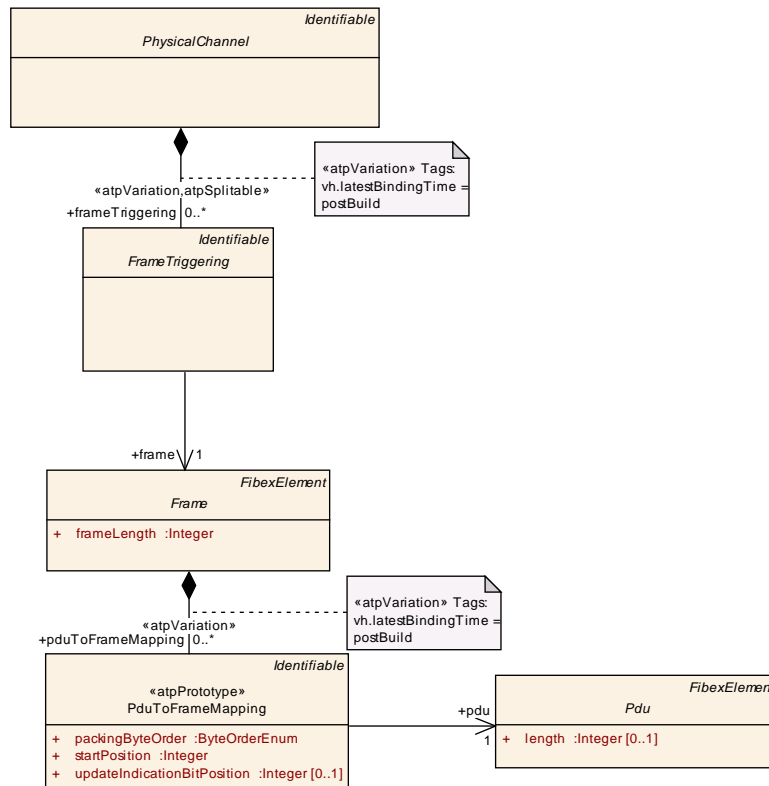 Identifiable
PhysicalChannel
«atpVariation» Tags:
vh.latestBindingTime =
postBuild
«atpVariation,atpSplitable»
+frameTriggering 0..*
Identifiable
FrameTriggering
+frame 1
FibexElement
Frame
+ frameLength :Integer
«atpVariation» Tags:
vh.latestBindingTime =
postBuild
«atpVariation»
+pduToFrameMapping 0..*
Identifiable
«atpPrototype»
PduToFrameMapping
+ packingByteOrder :ByteOrderEnum
+ startPosition :Integer
+ updateIndicationBitPosition :Integer [0..1]
+pdu
1
FibexElement
Pdu
+ length :Integer [0..1]